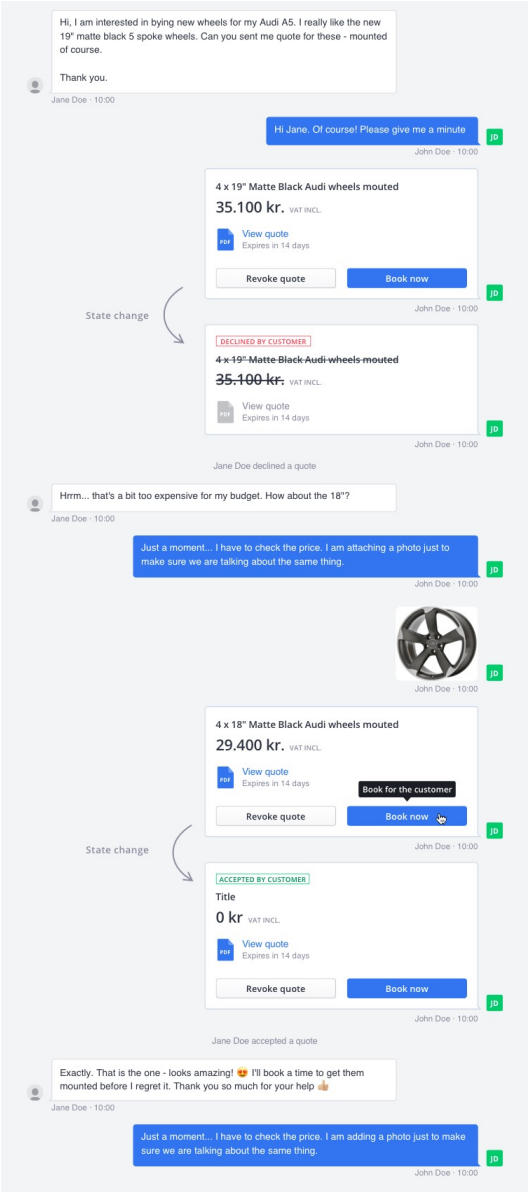 Hi, I am interested in bying new wheels for my Audi A5. I really like the new
19" matte black 5 spoke wheels. Can you sent me quote for these - mounted
of course.
Thank you.
Jane Doe · 10:00
Hi Jane. Of course! Please give me a minute
JD
John Doe · 10:00
4 x 19" Matte Black Audi wheels mouted
35.100 kr. VAT INCL.
PDF
View quote
Expires in 14 days
Revoke quote
Book now
JD
John Doe · 10:00
State change
DECLINED BY CUSTOMER
4 x 19" Matte Black Audi wheels mouted
35.100 kr. VAT INCL.
PDF
View quote
Expires in 14 days
JD
John Doe · 10:00
Jane Doe declined a quote
Hrrm... that's a bit too expensive for my budget. How about the 18"?
Jane Doe · 10:00
Just a moment... I have to check the price. I am attaching a photo just to
make sure we are talking about the same thing.
JD
John Doe · 10:00
JD
John Doe · 10:00
4 x 18" Matte Black Audi wheels mouted
29.400 kr. VAT INCL.
PDF
View quote
Expires in 14 days
Book for the customer
Revoke quote
Book now
JD
John Doe · 10:00
State change
ACCEPTED BY CUSTOMER
Title
0 kr VAT INCL.
PDF
View quote
Expires in 14 days
Revoke quote
Book now
JD
John Doe · 10:00
Jane Doe accepted a quote
Exactly. That is the one - looks amazing! 😍 I'll book a time to get them
mounted before I regret it. Thank you so much for your help 👍🏼
Jane Doe · 10:00
Just a moment... I have to check the price. I am adding a photo just to make
sure we are talking about the same thing.
JD
John Doe · 10:00